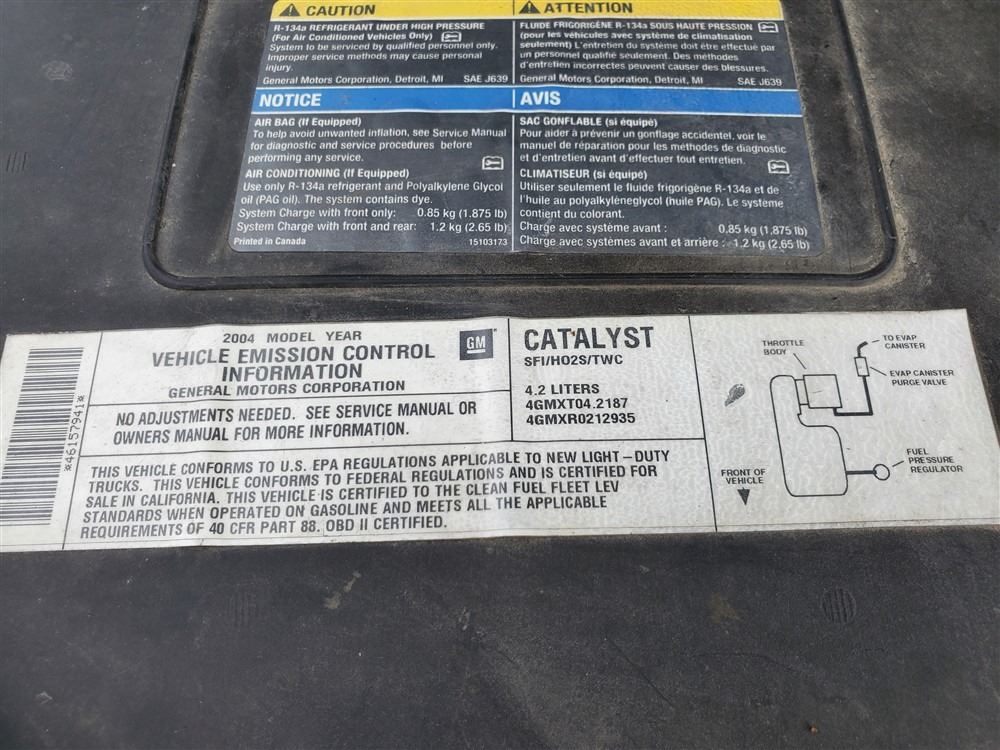 CAUTION
R-134a REFRIGERANT UNDER HIGH PRESSURE
(For Air Conditioned Vehicles Only)
System to be serviced by qualified personnel only.
Improper service methods may cause personal
injury.
General Motors Corporation, Detroit, MI SAE J639
ATTENTION
FLUIDE FRIGORIGÈNE R-134a SOUS HAUTE PRESSION
(pour les véhicules avec système de climatisation
seulement) L'entretien du système doit être effectué par
un personnel qualifié seulement. Des méthodes
d'entretien incorrectes peuvent causer des blessures.
General Motors Corporation, Detroit, MI SAE J639
NOTICE
AIR BAG (If Equipped)
To help avoid unwanted inflation, see Service Manual
for diagnostic and service procedures before
performing any service.
AIR CONDITIONING (If Equipped)
Use only R-134a refrigerant and Polyalkylene Glycol
oil (PAG oil). The system contains dye.
System Charge with front only: 0.85 kg (1.875 lb)
System Charge with front and rear: 1.2 kg (2.65 lb)
Printed in Canada 15103173
AVIS
SAC GONFLABLE (si équipé)
Pour aider à prévenir un gonflage accidentel, voir le
manuel de réparation pour les méthodes de diagnostic
et d'entretien avant d'effectuer tout entretien.
CLIMATISEUR (si équipé)
Utiliser seulement le fluide frigorigène R-134a et de
l'huile au polyalkyléneglycol (huile PAG). Le système
contient du colorant.
Charge avec système avant : 0,85 kg (1,875 lb)
Charge avec systèmes avant et arrière : 1,2 kg (2,65 lb)
*46157941*
2004 MODEL YEAR
VEHICLE EMISSION CONTROL
INFORMATION
GENERAL MOTORS CORPORATION
GM
NO ADJUSTMENTS NEEDED. SEE SERVICE MANUAL OR
OWNERS MANUAL FOR MORE INFORMATION.
CATALYST
SFI/HO2S/TWC
4.2 LITERS
4GMXT04.2187
4GMXR0212935
THIS VEHICLE CONFORMS TO U.S. EPA REGULATIONS APPLICABLE TO NEW LIGHT-DUTY
TRUCKS. THIS VEHICLE CONFORMS TO FEDERAL REGULATIONS AND IS CERTIFIED FOR
SALE IN CALIFORNIA. THIS VEHICLE IS CERTIFIED TO THE CLEAN FUEL FLEET LEV
STANDARDS WHEN OPERATED ON GASOLINE AND MEETS ALL THE APPLICABLE
REQUIREMENTS OF 40 CFR PART 88. OBD II CERTIFIED.
THROTTLE
BODY
TO EVAP
CANISTER
EVAP CANISTER
PURGE VALVE
FUEL
PRESSURE
REGULATOR
FRONT OF
VEHICLE